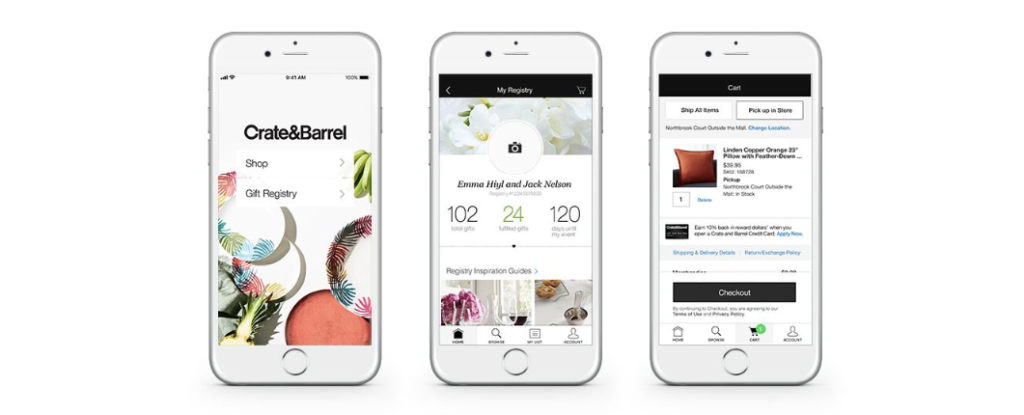 9:41 AM
100%
Crate&Barrel
Shop
Gift Registry
My Registry
Emma Hiyl and Jack Nelson
102
24
120
total gifts
fulfilled gifts
days until
my event
Registry Inspiration Guides
HOME
BROWSE
MY LIST
ACCOUNT
Cart
Ship All Items
Pick up in Store
Northbrook Court Outside the Mall. Change Location.
Linden Copper Orange 23"
Pillow with Feather-Down ...
$39.95
Pickup
Northbrook Court Outside the
Mall: In Stock
1
Delete
Crate&Barrel
Earn 10% back in reward dollars* when you
open a Crate and Barrel Credit Card. Apply Now.
Shipping & Delivery Details | Return/Exchange Policy
Checkout
By continuing to Checkout, you are agreeing to our
Terms of Use and Privacy Policy.
1
HOME
BROWSE
CART
ACCOUNT